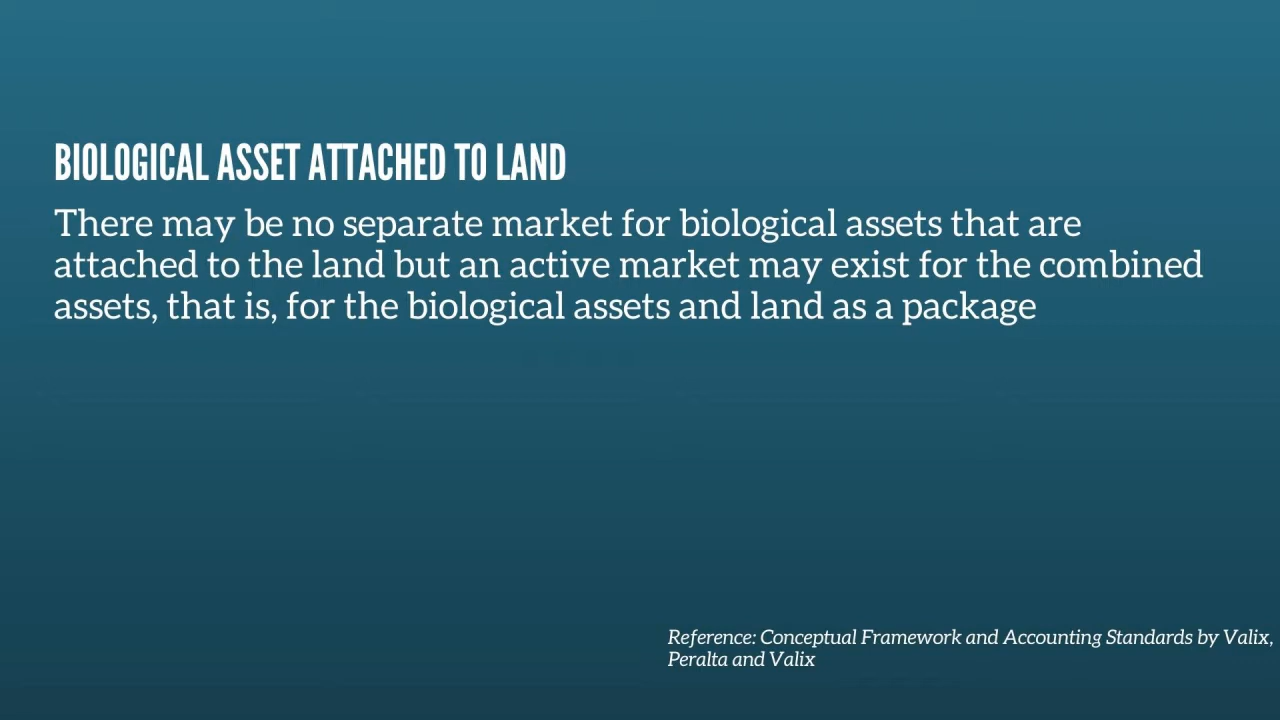 BIOLOGICAL ASSET ATTACHED TO LAND
There may be no separate market for biological assets that are
attached to the land but an active market may exist for the combined
assets, that is, for the biological assets and land as a package
Reference: Conceptual Framework and Accounting Standards by Valix,
Peralta and Valix